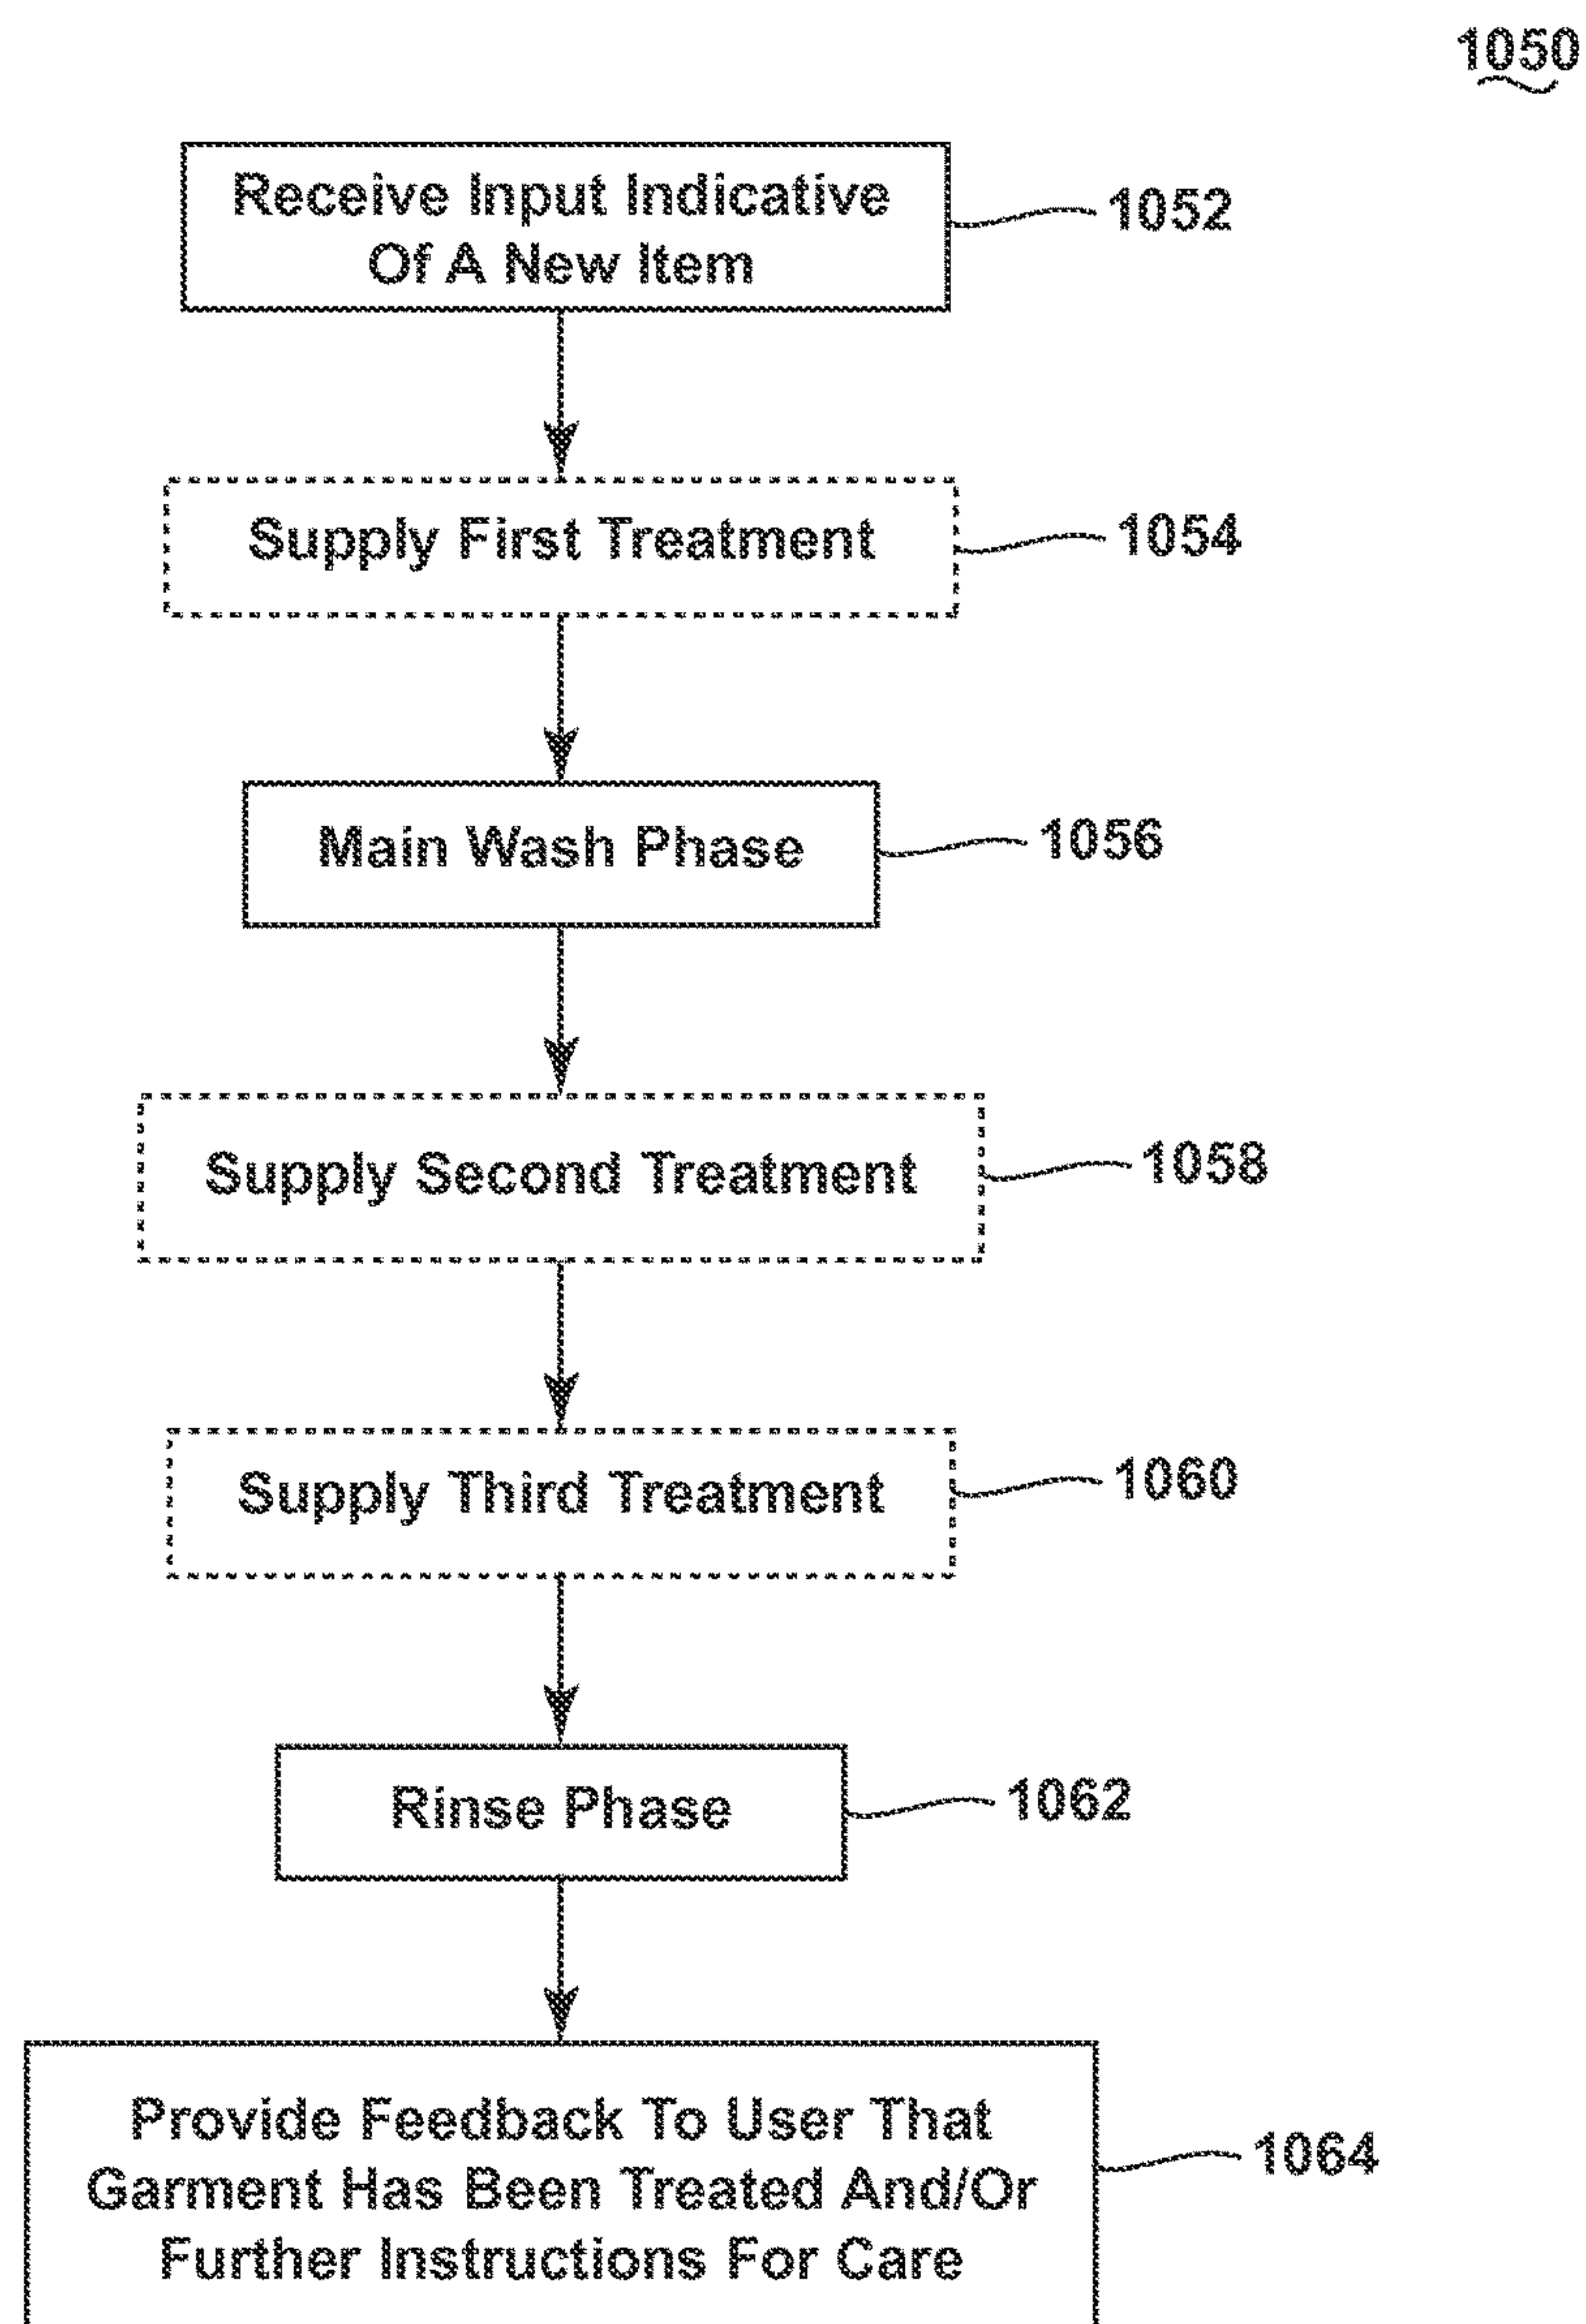 1050
Receive Input Indicative
Of A New Item
1052
Supply First Treatment
1054
Main Wash Phase
1056
Supply Second Treatment
1058
Supply Third Treatment
1060
Rinse Phase
1062
Provide Feedback To User That
Garment Has Been Treated And/Or
Further Instructions For Care
1064